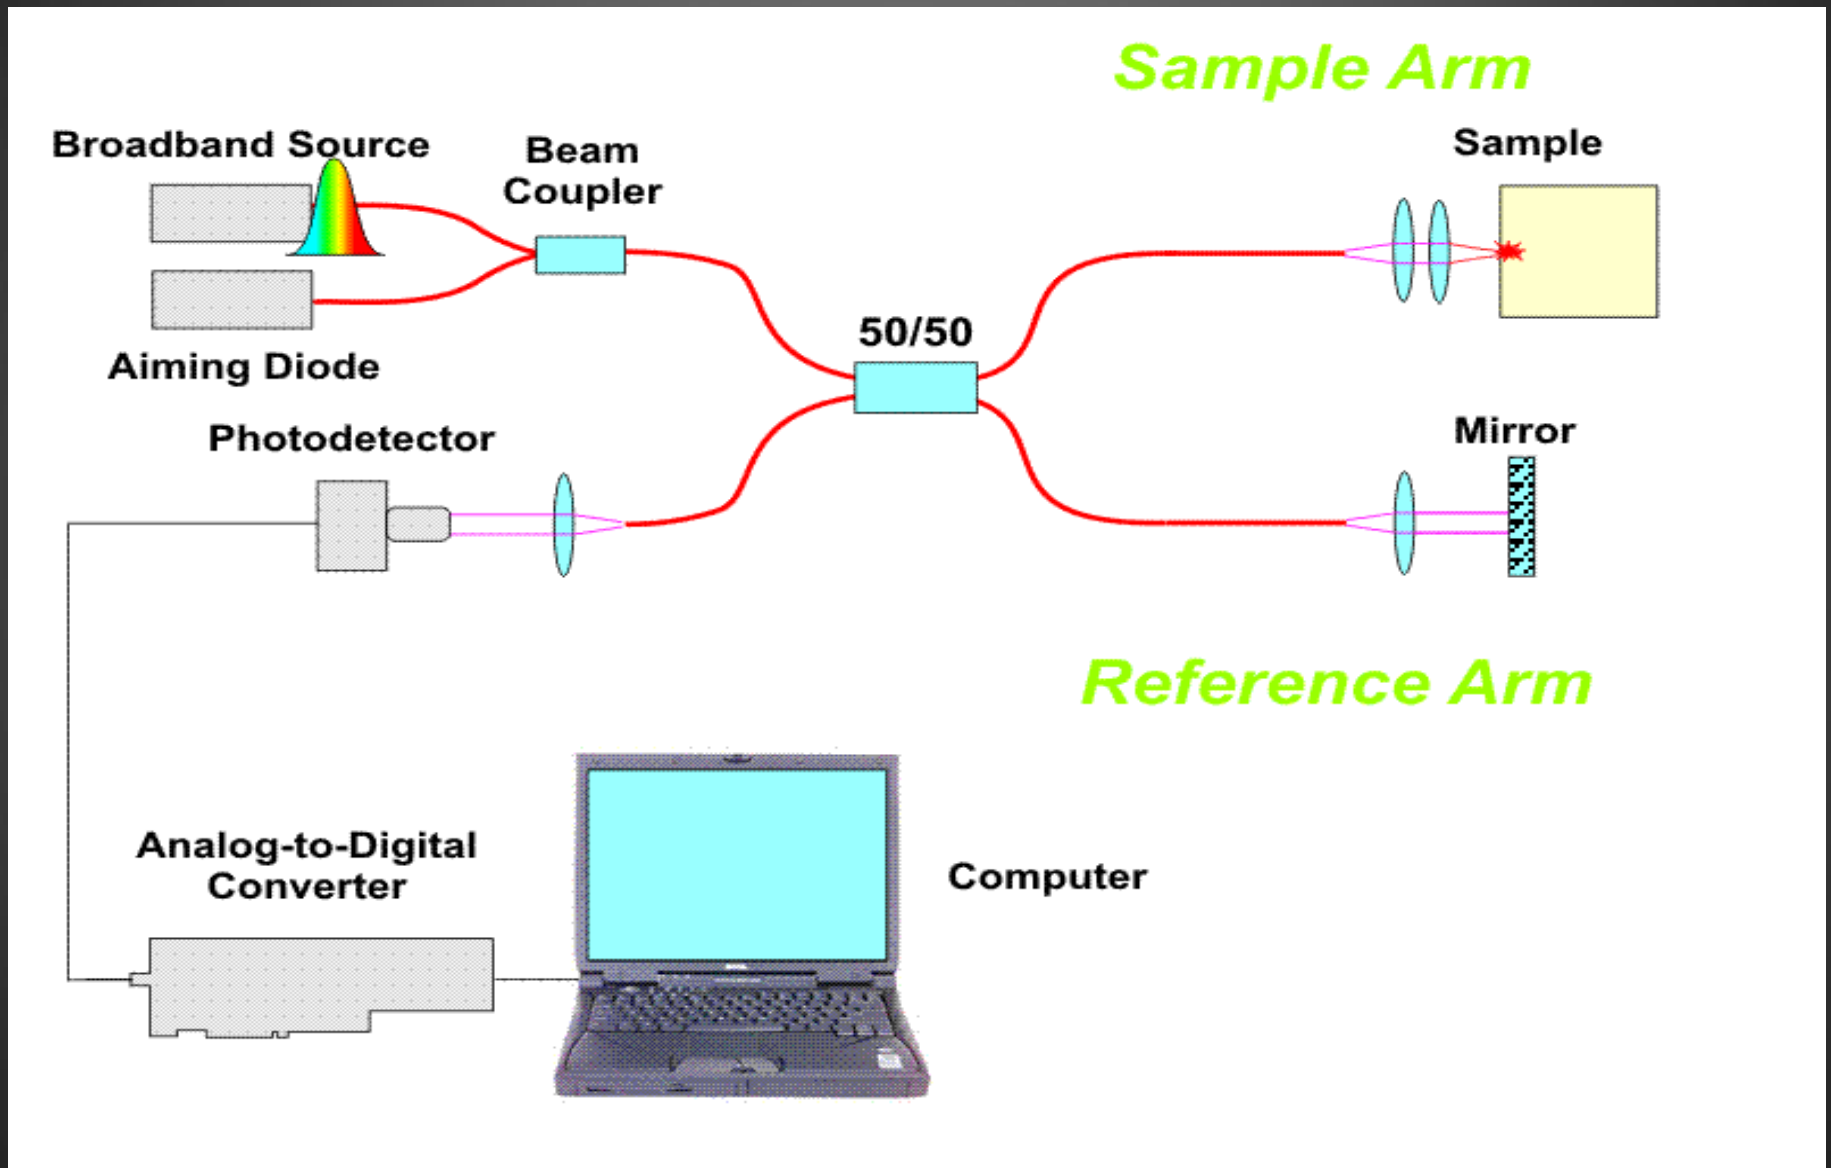 Sample Arm
Broadband Source
Beam
Coupler
Sample
50/50
Aiming Diode
Photodetector
Mirror
Reference Arm
Analog-to-Digital
Converter
Computer